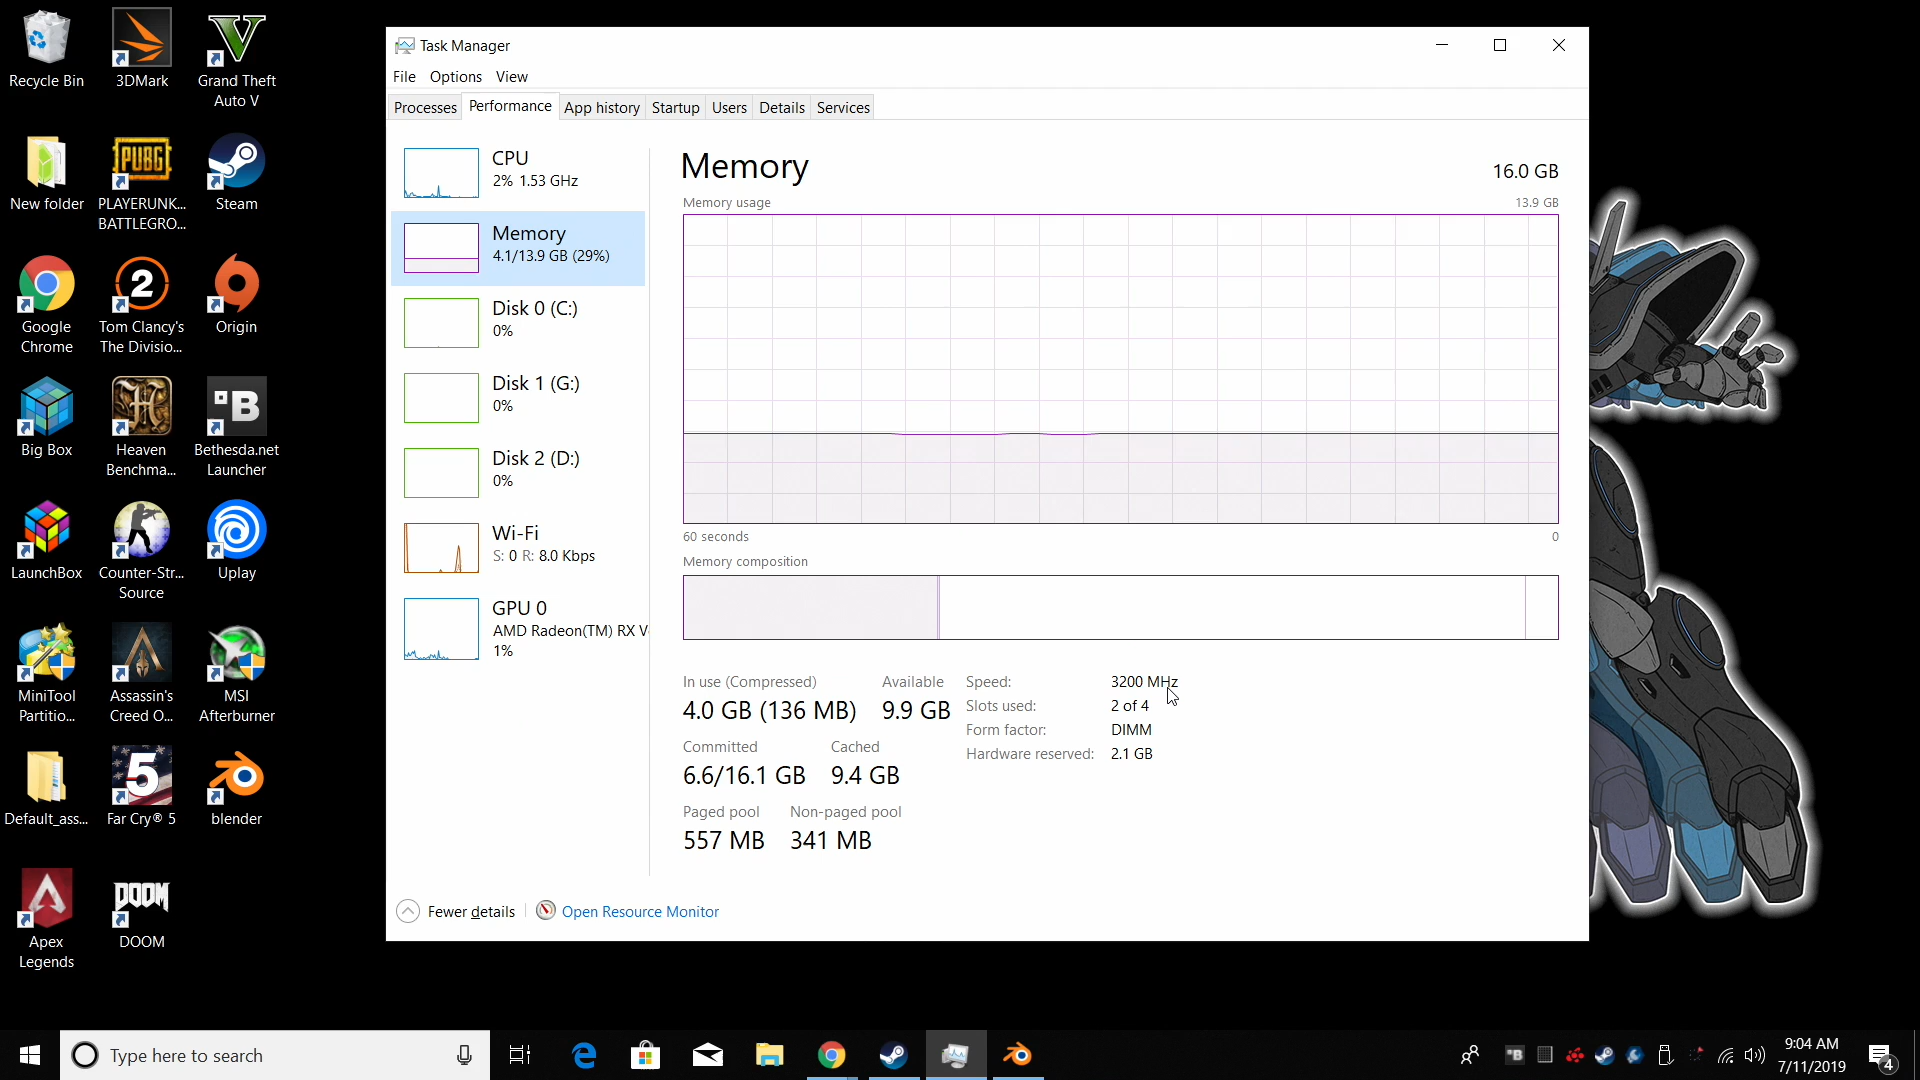 Recycle Bin
3DMark
Grand Theft
Auto V
New folder
PUBG
PLAYERUNK...
BATTLEGRO...
Steam
Google
Chrome
2
Tom Clancy's
The Divisio...
Origin
Big Box
Heaven
Benchma...
B
Bethesda.net
Launcher
LaunchBox
Counter-Str...
Source
Uplay
MiniTool
Partitio...
Assassin's
Creed O...
MSI
Afterburner
Default_ass...
5
Far Cry® 5
blender
Apex
Legends
DOOM
DOOM
Task Manager
File Options View
Processes Performance App history Startup Users Details Services
CPU
2% 1.53 GHz
Memory
4.1/13.9 GB (29%)
Disk 0 (C:)
0%
Disk 1 (G:)
0%
Disk 2 (D:)
0%
Wi-Fi
S: 0 R: 8.0 Kbps
GPU 0
AMD Radeon(TM) RX V
1%
Memory 16.0 GB
Memory usage 13.9 GB
60 seconds 0
Memory composition
In use (Compressed) Available
4.0 GB (136 MB) 9.9 GB
Committed Cached
6.6/16.1 GB 9.4 GB
Paged pool Non-paged pool
557 MB 341 MB
Speed: 3200 MHz
Slots used: 2 of 4
Form factor: DIMM
Hardware reserved: 2.1 GB
Fewer details
Open Resource Monitor
Type here to search
B
9:04 AM
7/11/2019
4